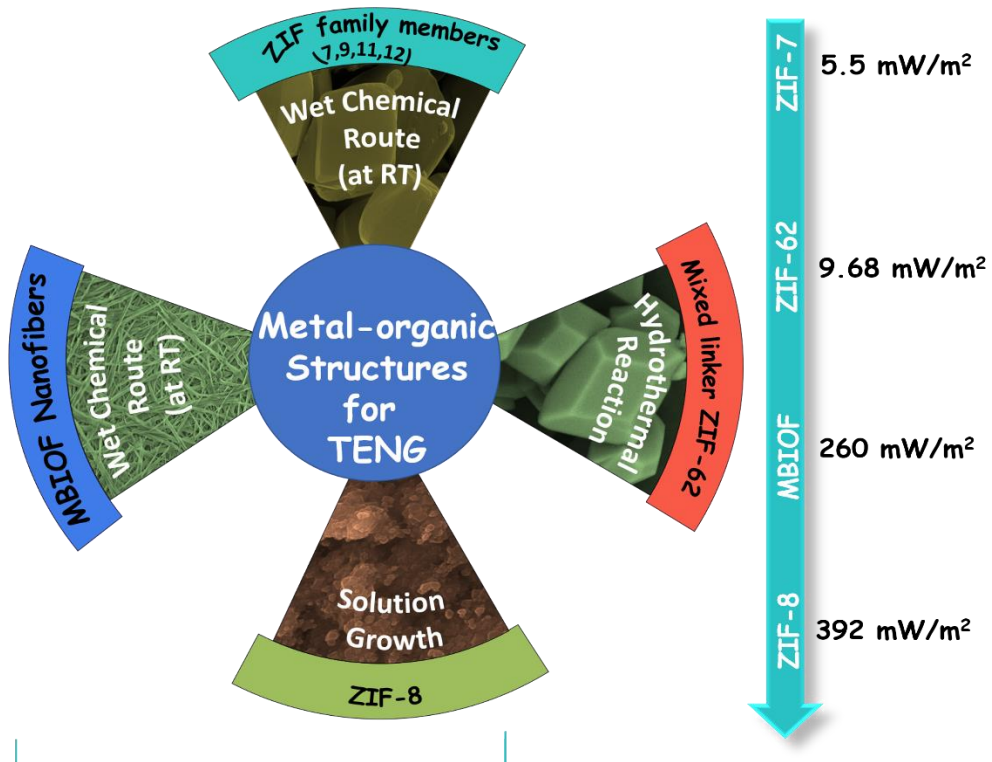 ZIF family members
(7,9,11,12)
Wet Chemical
Route
(at RT)
MBIOF Nanofibers
Wet Chemical
Route
(at RT)
Metal-organic
Structures
for
TENG
Hydrothermal
Reaction
Mixed linker ZIF-62
Solution
Growth
ZIF-8
ZIF-7
5.5 mW/m²
ZIF-62
9.68 mW/m²
MBIOF
260 mW/m²
ZIF-8
392 mW/m²